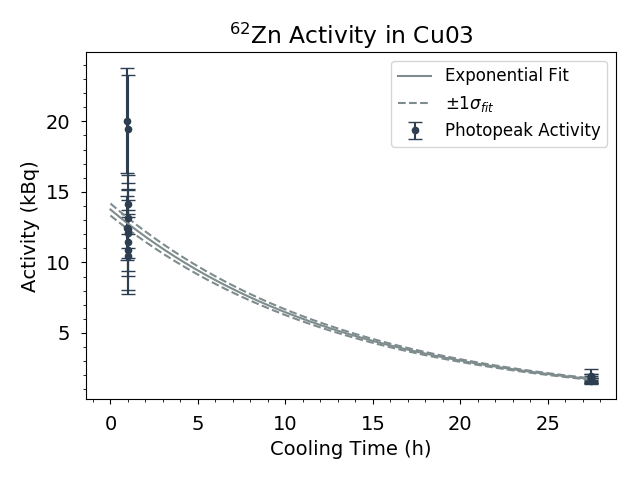 ⁶²Zn Activity in Cu03
Exponential Fit
±1σ_fit
Photopeak Activity
Activity (kBq)
20
15
10
5
0 5 10 15 20 25
Cooling Time (h)